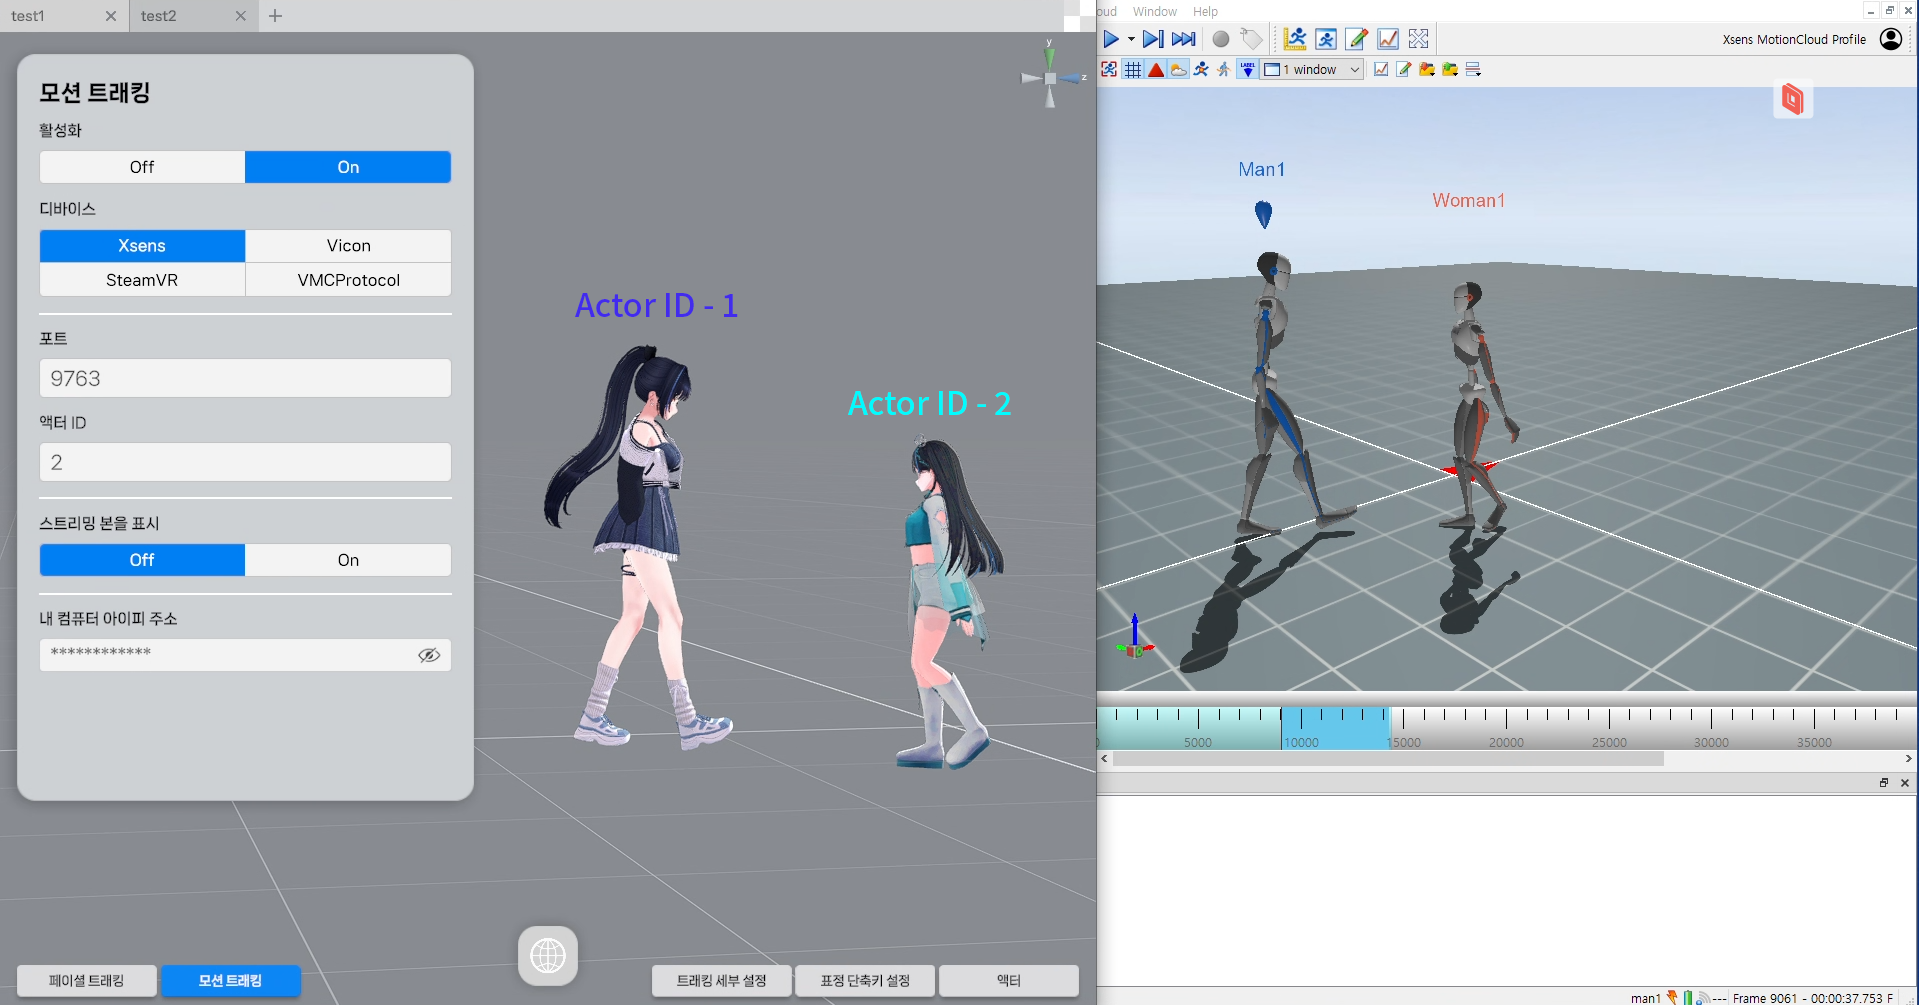 test1
test2
모션 트래킹
활성화
Off
On
디바이스
Xsens
Vicon
SteamVR
VMCProtocol
포트
9763
액터 ID
2
스트리밍 본을 표시
Off
On
내 컴퓨터 아이피 주소
************
페이셜 트래킹
모션 트래킹
y
z
Actor ID - 1
Actor ID - 2
트래킹 세부 설정
표정 단축키 설정
액터
oud
Window
Help
Xsens MotionCloud Profile
LABEL
1 window
Man1
Woman1
5000
10000
15000
20000
25000
30000
35000
man1
---
Frame 9061 - 00:00:37.753 F